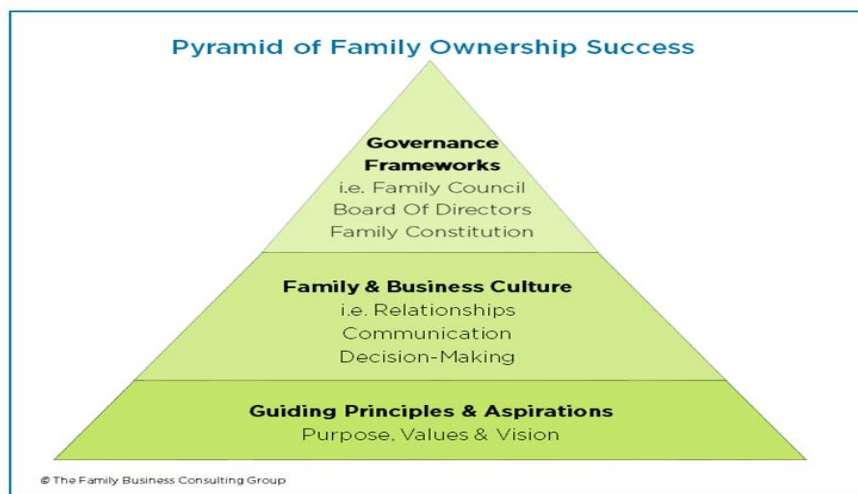 Pyramid of Family Ownership Success
Governance
Frameworks
i.e. Family Council
Board Of Directors
Family Constitution
Family & Business Culture
i.e. Relationships
Communication
Decision-Making
Guiding Principles & Aspirations
Purpose, Values & Vision
© The Family Business Consulting Group